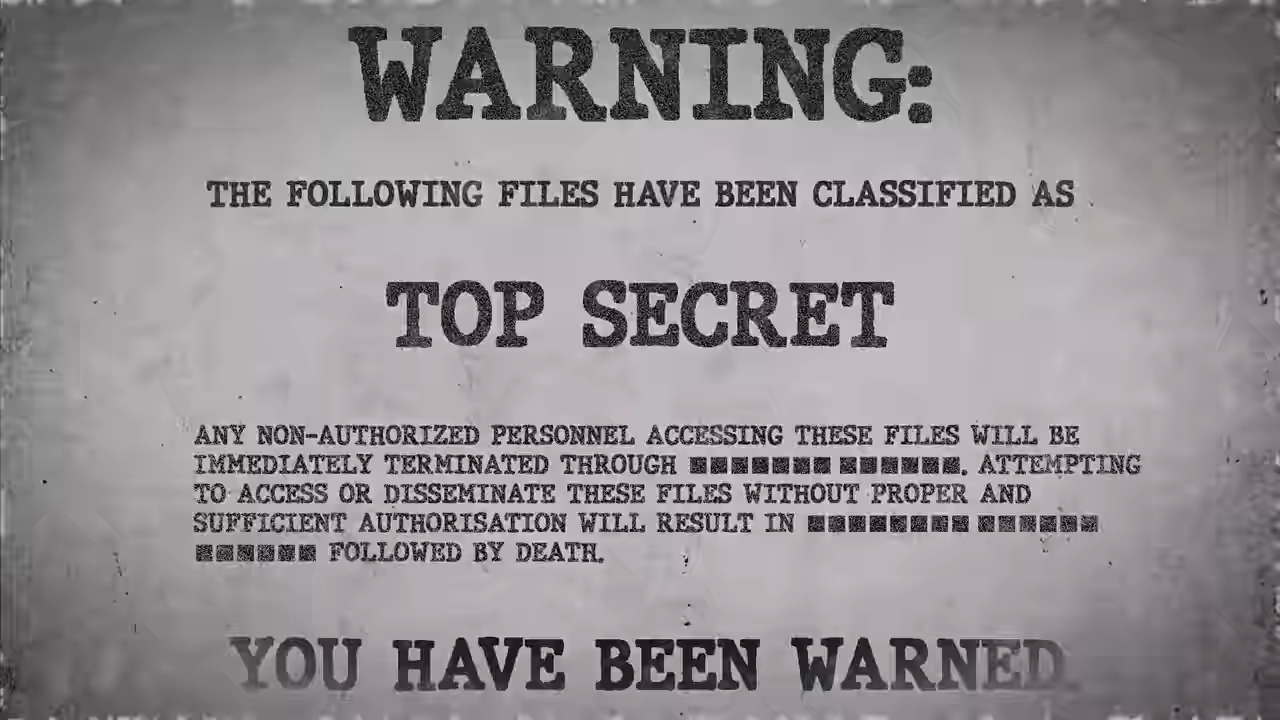 WARNING:
THE FOLLOWING FILES HAVE BEEN CLASSIFIED AS
TOP SECRET
ANY NON-AUTHORIZED PERSONNEL ACCESSING THESE FILES WILL BE
IMMEDIATELY TERMINATED THROUGH ■■■■■■■ ■■■■■■. ATTEMPTING
TO ACCESS OR DISSEMINATE THESE FILES WITHOUT PROPER AND
SUFFICIENT AUTHORISATION WILL RESULT IN ■■■■■■■■ ■■■■■■
■■■■■■ FOLLOWED BY DEATH.
YOU HAVE BEEN WARNED.